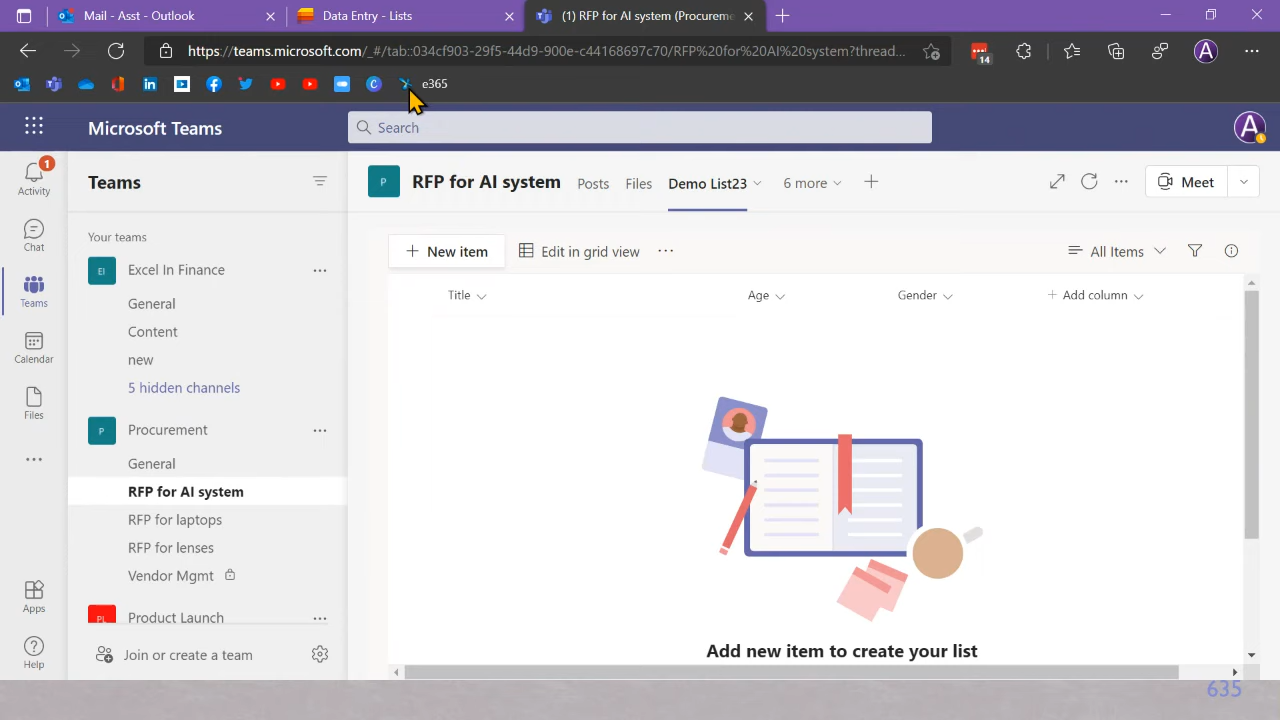 Mail - Asst - Outlook
Data Entry - Lists
(1) RFP for AI system (Procureme
https://teams.microsoft.com/_#/tab::034cf903-29f5-44d9-900e-c44168697c70/RFP%20for%20AI%20system?thread...
14
A
e365
Microsoft Teams
Search
A
1
Activity
Chat
Teams
Calendar
Files
Apps
Help
Teams
Your teams
EI
Excel In Finance
General
Content
new
5 hidden channels
P
Procurement
General
RFP for AI system
RFP for laptops
RFP for lenses
Vendor Mgmt
PL
Product Launch
Join or create a team
P
RFP for AI system
Posts
Files
Demo List23
6 more
Meet
New item
Edit in grid view
All Items
Title
Age
Gender
Add column
Add new item to create your list
635